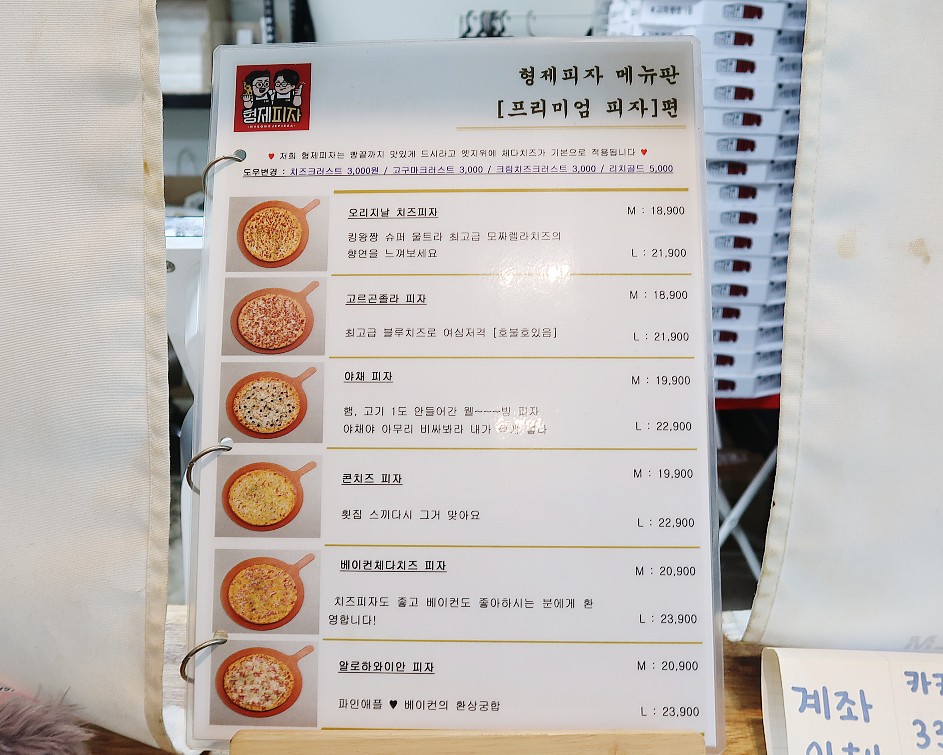 형제피자 메뉴판
[프리미엄 피자]편
형제피자
♥ 저희 형제피자는 빵끝까지 맛있게 드시라고 엣지위에 체다치즈가 기본으로 적용됩니다 ♥
도우변경 : 치즈크러스트 3,000원 / 고구마크러스트 3,000 / 크림치즈크러스트 3,000 / 리치골드 5,000
오리지날 치즈피자
M : 18,900
킹왕짱 슈퍼 울트라 최고급 모짜렐라치즈의
향연을 느껴보세요
L : 21,900
고르곤졸라 피자
M : 18,900
최고급 블루치즈로 여심저격 [호불호있음]
L : 21,900
야채 피자
M : 19,900
햄, 고기 1도 안들어간 웰~~~빙 피자
야채야 아무리 비싸봐라 내가
L : 22,900
콘치즈 피자
M : 19,900
횟집 스끼다시 그거 맞아요
L : 22,900
베이컨체다치즈 피자
M : 20,900
치즈피자도 좋고 베이컨도 좋아하시는 분에게 환
영합니다!
L : 23,900
알로하와이안 피자
M : 20,900
파인애플 ♥ 베이컨의 환상궁합
L : 23,900
계좌
카카
33